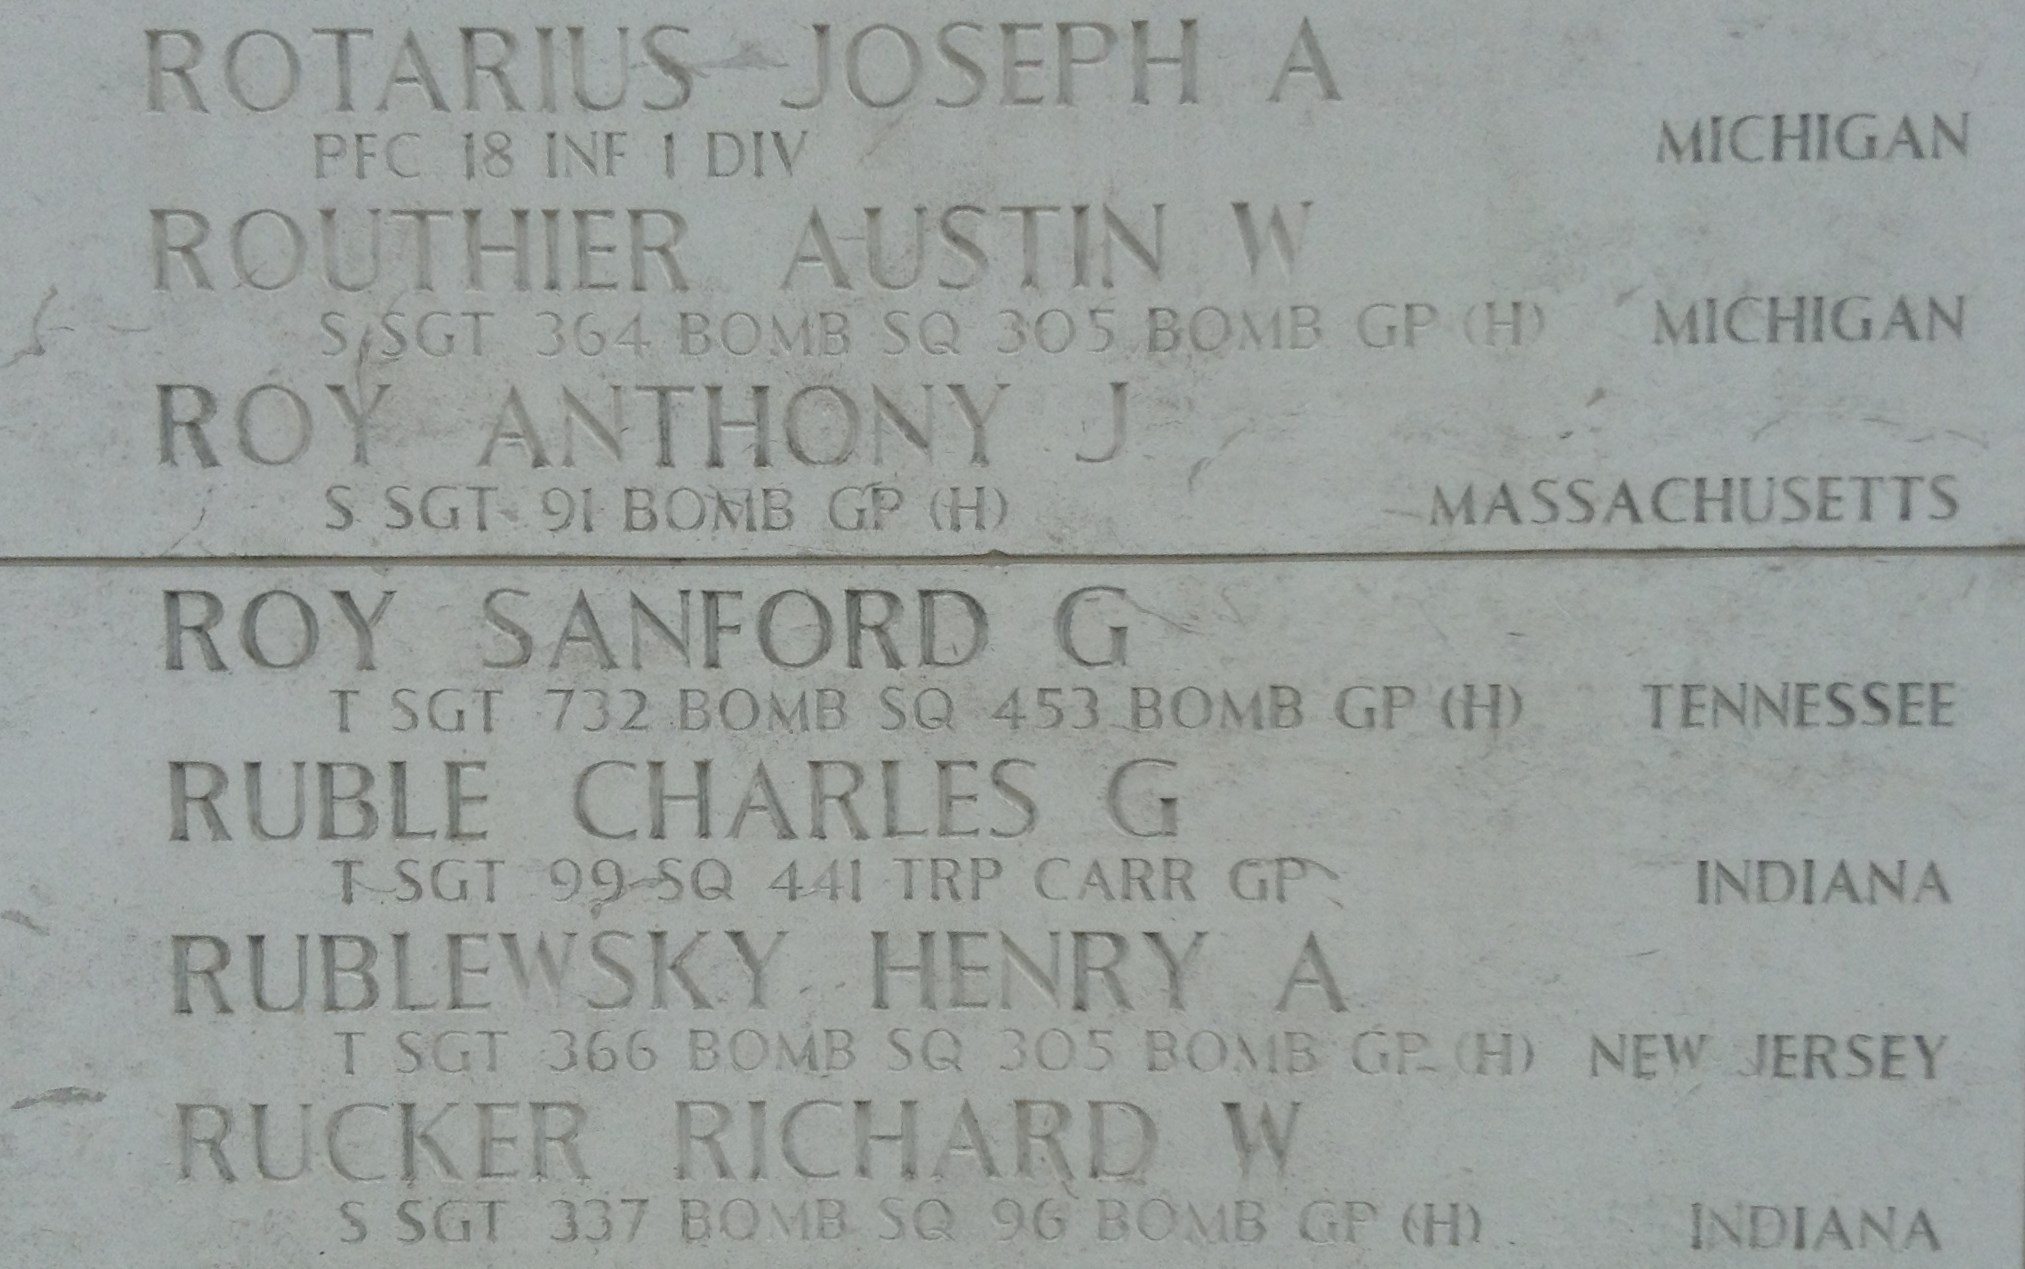 ROTARIUS JOSEPH A
PFC 18 INF 1 DIV MICHIGAN
ROUTHIER AUSTIN W
S SGT 364 BOMB SQ 305 BOMB GP (H) MICHIGAN
ROY ANTHONY J
S SGT 91 BOMB GP (H) MASSACHUSETTS
ROY SANFORD G
T SGT 732 BOMB SQ 453 BOMB GP (H) TENNESSEE
RUBLE CHARLES G
T SGT 99 SQ 441 TRP CARR GP INDIANA
RUBLEWSKY HENRY A
T SGT 366 BOMB SQ 305 BOMB GP (H) NEW JERSEY
RUCKER RICHARD W
S SGT 337 BOMB SQ 96 BOMB GP (H) INDIANA